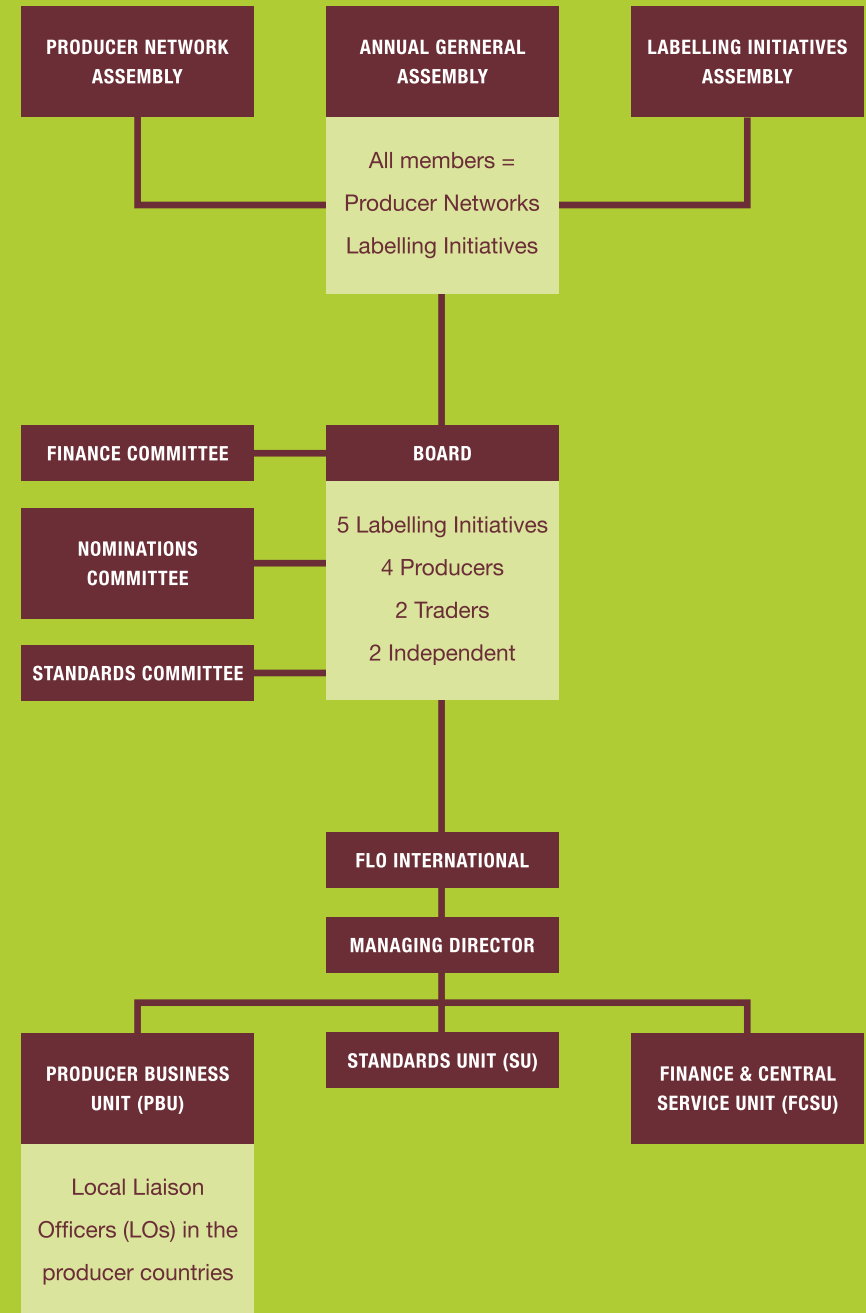 PRODUCER NETWORK
ASSEMBLY
ANNUAL GERNERAL
ASSEMBLY
LABELLING INITIATIVES
ASSEMBLY
All members =
Producer Networks
Labelling Initiatives
FINANCE COMMITTEE
NOMINATIONS
COMMITTEE
STANDARDS COMMITTEE
BOARD
5 Labelling Initiatives
4 Producers
2 Traders
2 Independent
FLO INTERNATIONAL
MANAGING DIRECTOR
PRODUCER BUSINESS
UNIT (PBU)
Local Liaison
Officers (LOs) in the
producer countries
STANDARDS UNIT (SU)
FINANCE & CENTRAL
SERVICE UNIT (FCSU)